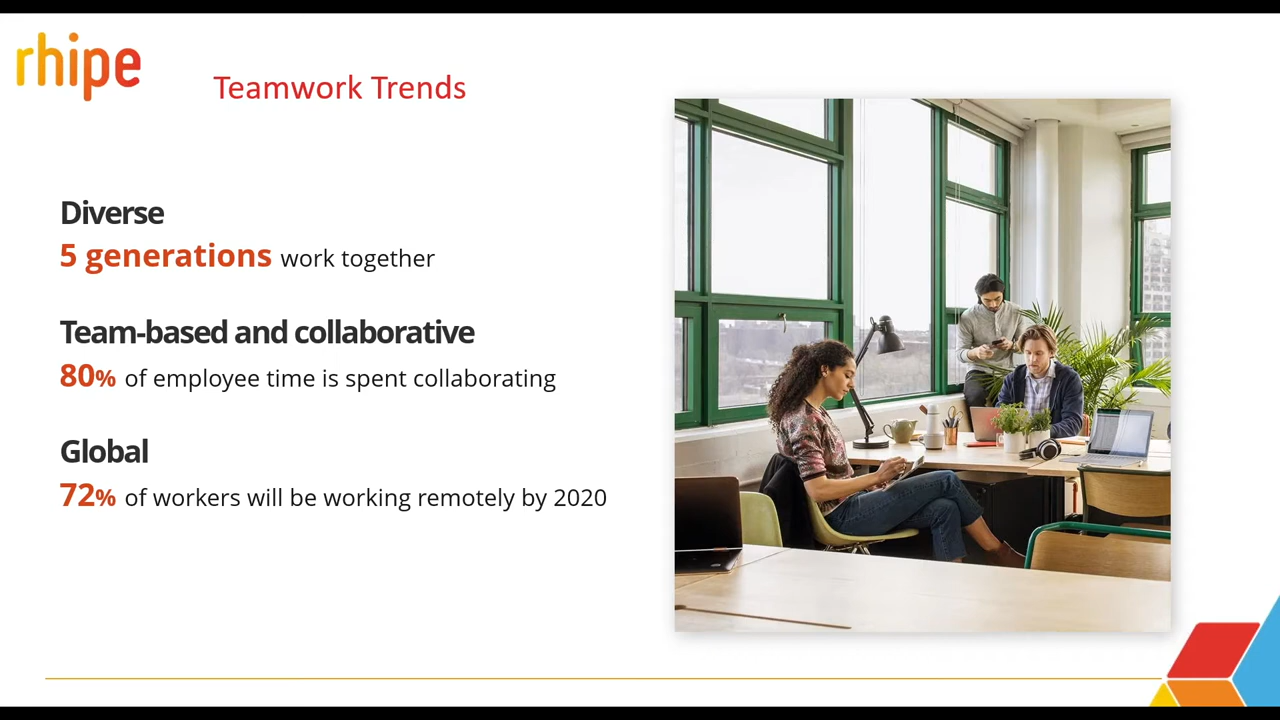 rhipe
Teamwork Trends
Diverse
5 generations work together
Team-based and collaborative
80% of employee time is spent collaborating
Global
72% of workers will be working remotely by 2020